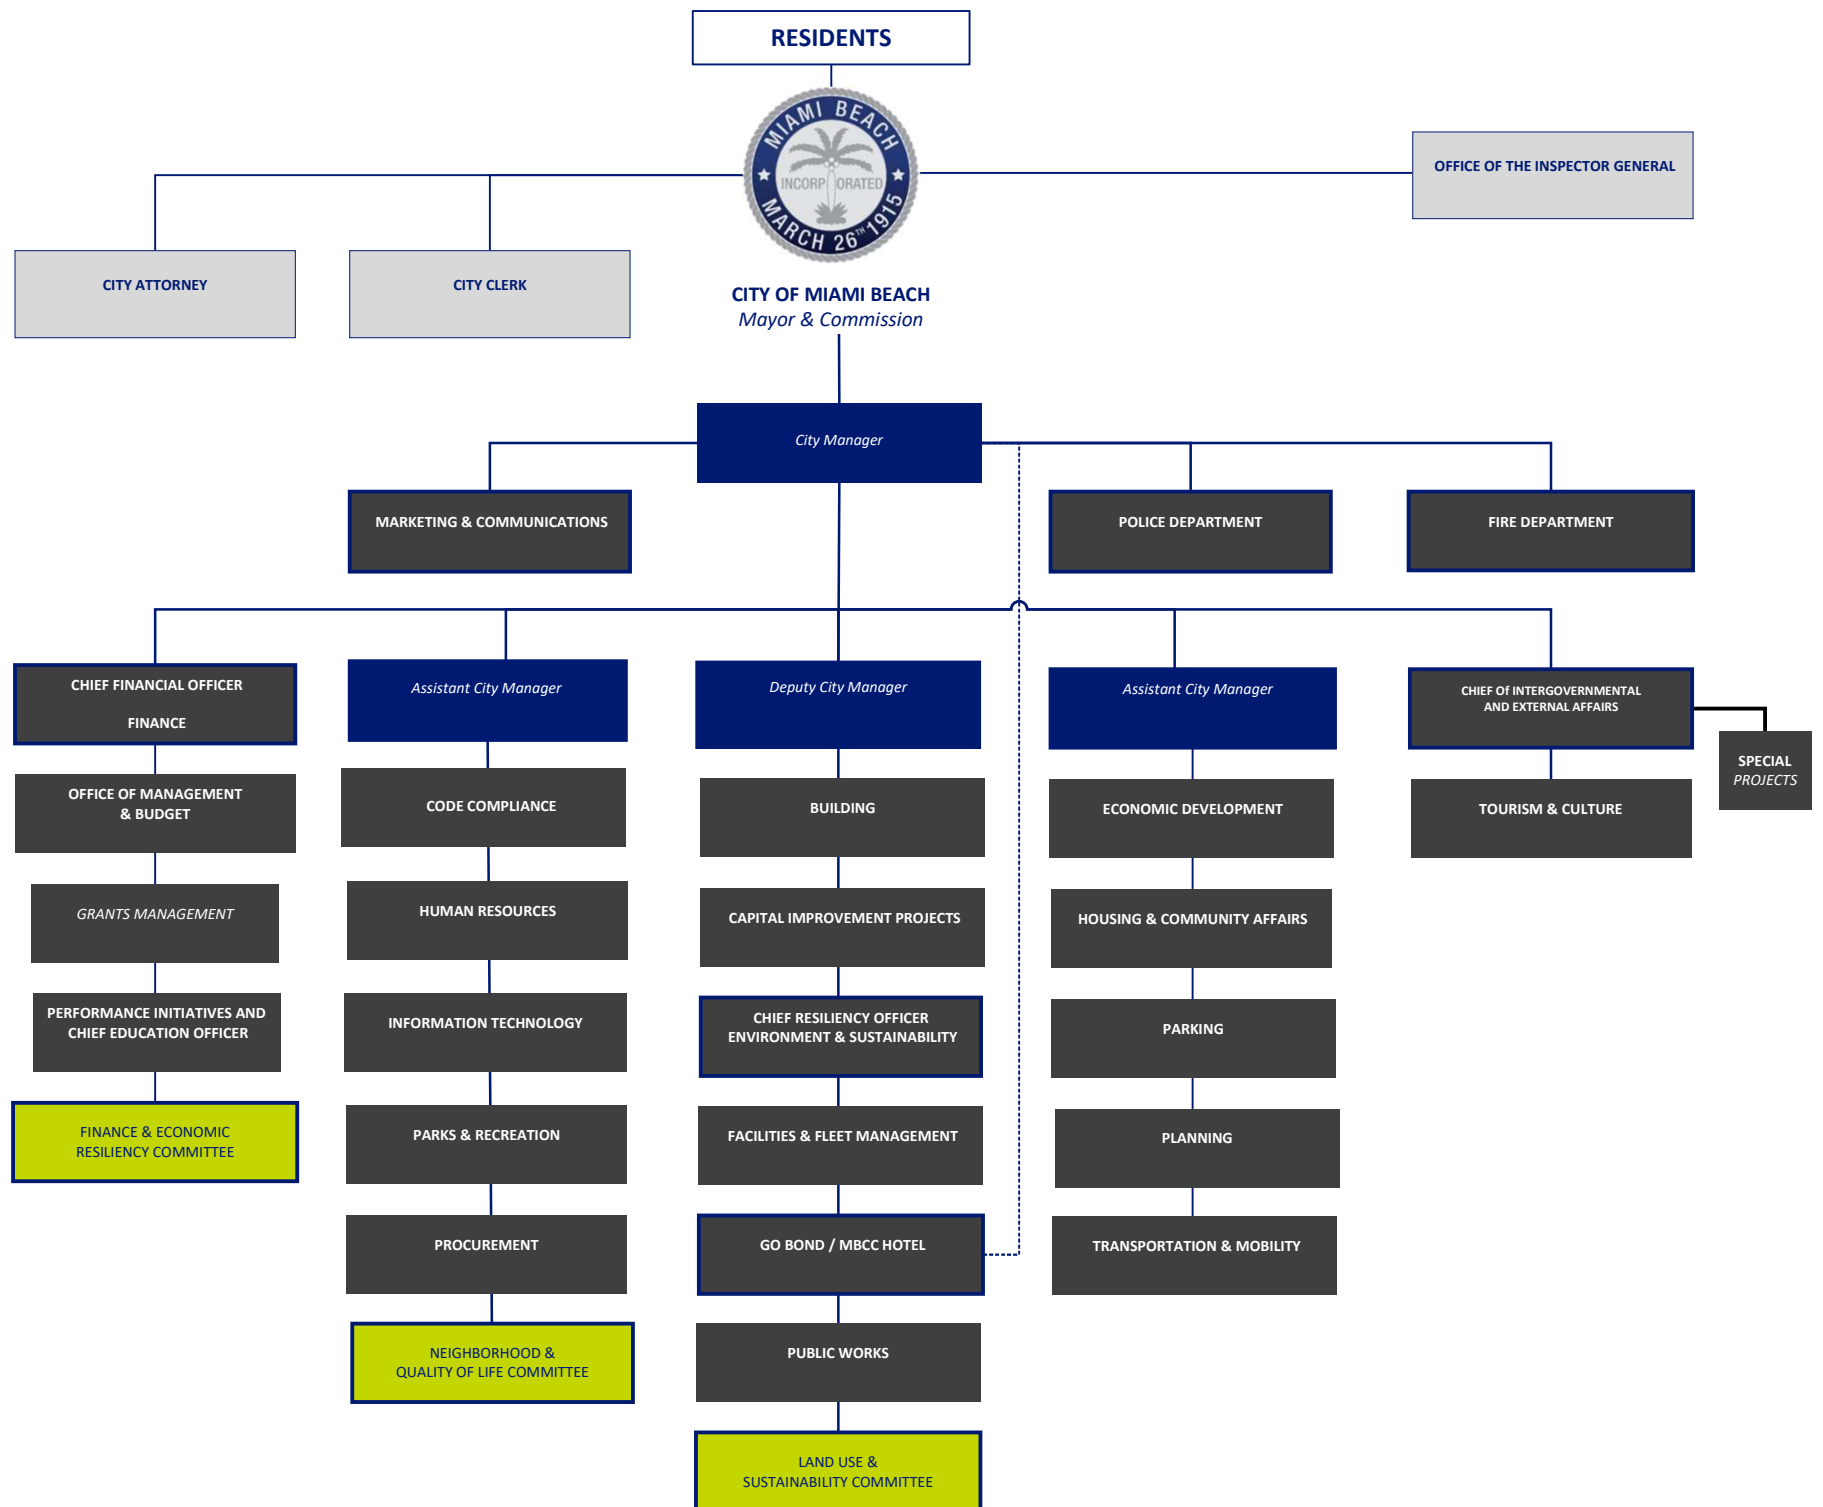 RESIDENTS
MIAMI BEACH
INCORPORATED
MARCH 26TH 1915
OFFICE OF THE INSPECTOR GENERAL
CITY ATTORNEY
CITY CLERK
CITY OF MIAMI BEACH
Mayor & Commission
City Manager
MARKETING & COMMUNICATIONS
POLICE DEPARTMENT
FIRE DEPARTMENT
CHIEF FINANCIAL OFFICER
FINANCE
OFFICE OF MANAGEMENT
& BUDGET
GRANTS MANAGEMENT
PERFORMANCE INITIATIVES AND
CHIEF EDUCATION OFFICER
FINANCE & ECONOMIC
RESILIENCY COMMITTEE
Assistant City Manager
CODE COMPLIANCE
HUMAN RESOURCES
INFORMATION TECHNOLOGY
PARKS & RECREATION
PROCUREMENT
NEIGHBORHOOD &
QUALITY OF LIFE COMMITTEE
Deputy City Manager
BUILDING
CAPITAL IMPROVEMENT PROJECTS
CHIEF RESILIENCY OFFICER
ENVIRONMENT & SUSTAINABILITY
FACILITIES & FLEET MANAGEMENT
GO BOND / MBCC HOTEL
PUBLIC WORKS
LAND USE &
SUSTAINABILITY COMMITTEE
Assistant City Manager
ECONOMIC DEVELOPMENT
HOUSING & COMMUNITY AFFAIRS
PARKING
PLANNING
TRANSPORTATION & MOBILITY
CHIEF Of INTERGOVERNMENTAL
AND EXTERNAL AFFAIRS
TOURISM & CULTURE
SPECIAL
PROJECTS